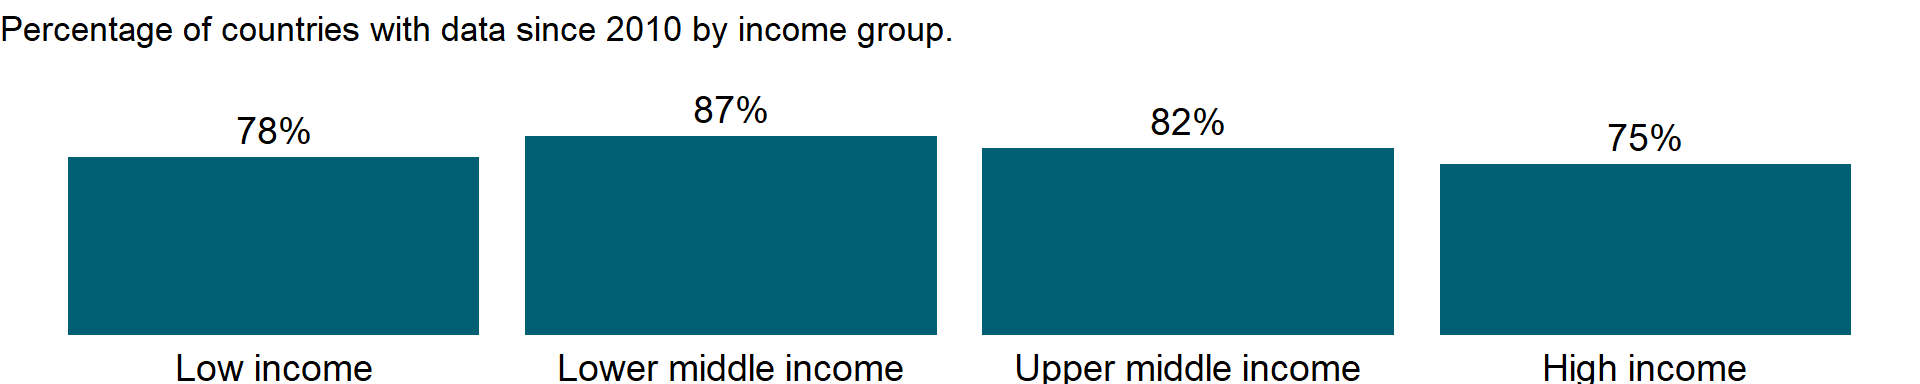 Percentage of countries with data since 2010 by income group.
78%
87%
82%
75%
Low income
Lower middle income
Upper middle income
High income